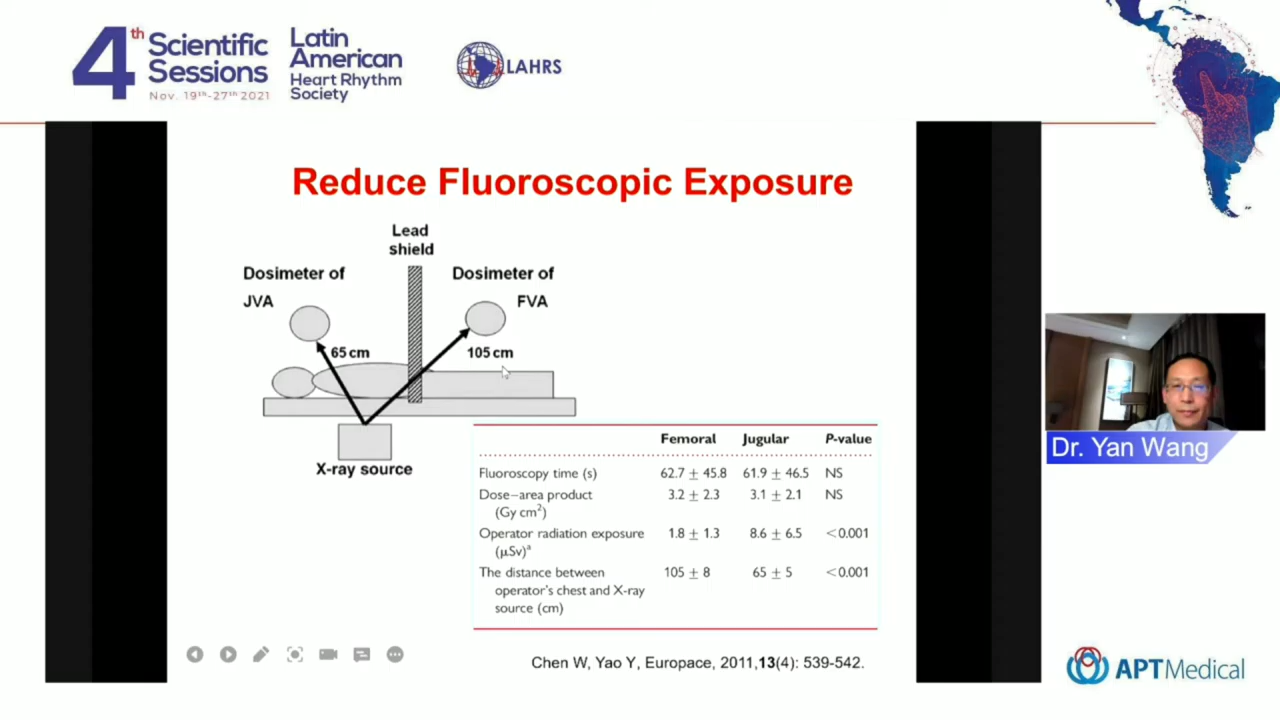 4th Scientific Sessions
Nov. 19th-27th 2021
Latin
American
Heart Rhythm
Society
LAHRS
Reduce Fluoroscopic Exposure
Lead
shield
Dosimeter of
JVA
Dosimeter of
FVA
65 cm
105 cm
X-ray source
Femoral Jugular P-value
Fluoroscopy time (s) 62.7 ± 45.8 61.9 ± 46.5 NS
Dose–area product 3.2 ± 2.3 3.1 ± 2.1 NS
(Gy cm²)
Operator radiation exposure 1.8 ± 1.3 8.6 ± 6.5 <0.001
(μSv)ᵃ
The distance between 105 ± 8 65 ± 5 <0.001
operator's chest and X-ray
source (cm)
Chen W, Yao Y, Europace, 2011,13(4): 539-542.
Dr. Yan Wang
APTMedical